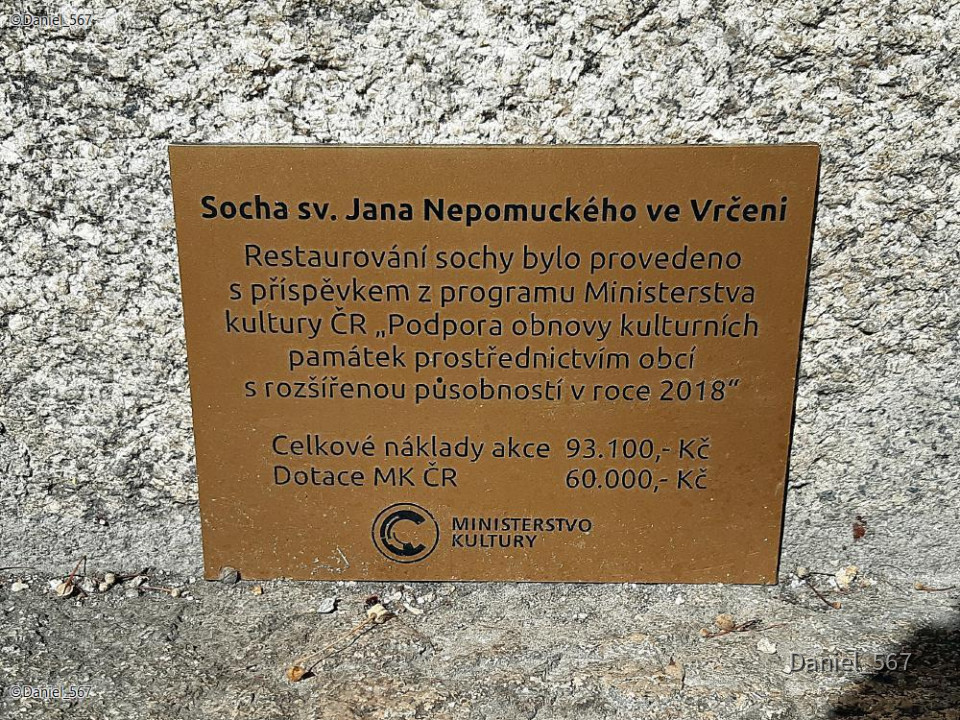 ©Daniel_567
Socha sv. Jana Nepomuckého ve Vrčeni
Restaurování sochy bylo provedeno
s příspěvkem z programu Ministerstva
kultury ČR „Podpora obnovy kulturních
památek prostřednictvím obcí
s rozšířenou působností v roce 2018“
Celkové náklady akce 93.100,- Kč
Dotace MK ČR 60.000,- Kč
MINISTERSTVO
KULTURY
Daniel_567
©Daniel_567